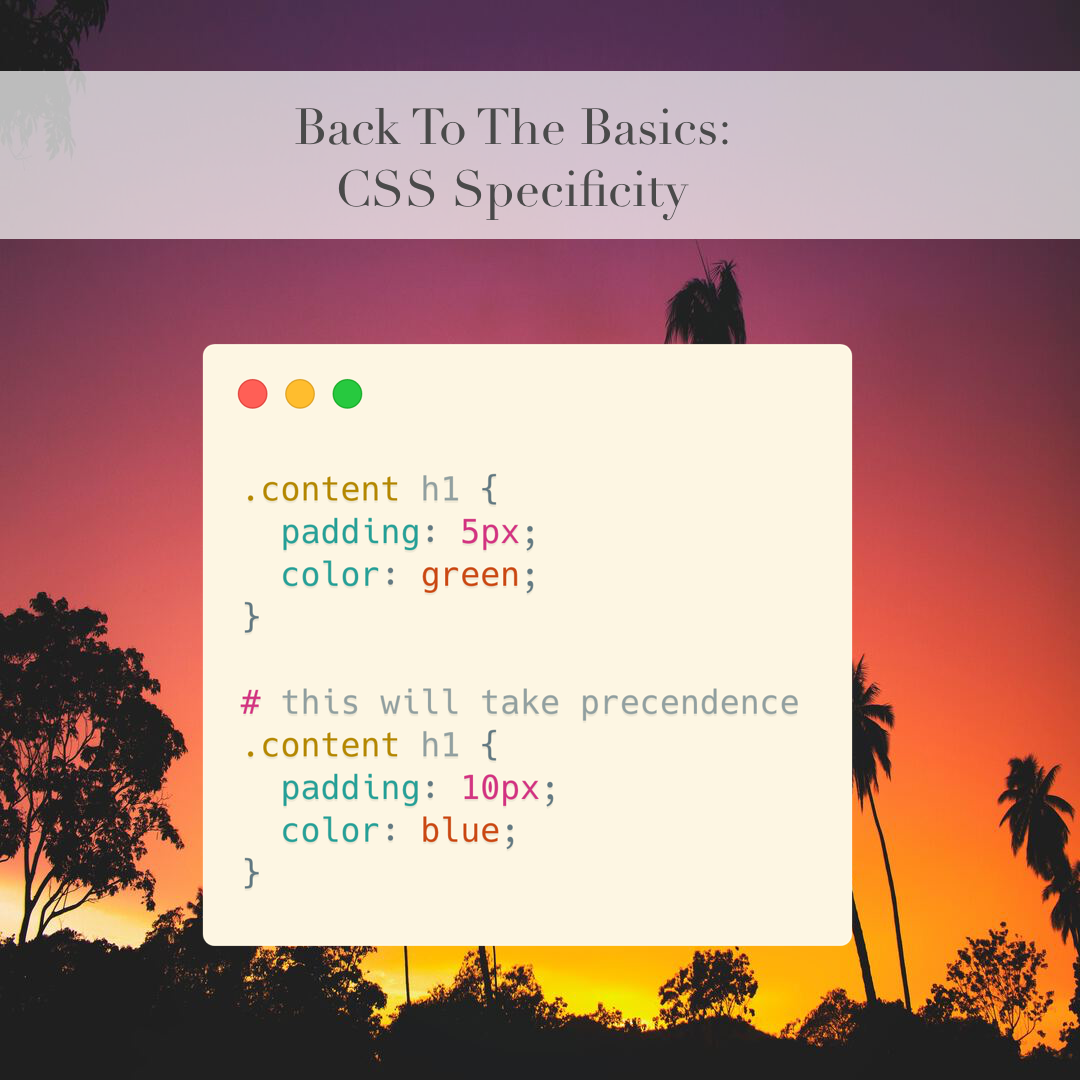 Back To The Basics:
CSS Specificity
.content h1 {
  padding: 5px;
  color: green;
}
# this will take precendence
.content h1 {
  padding: 10px;
  color: blue;
}